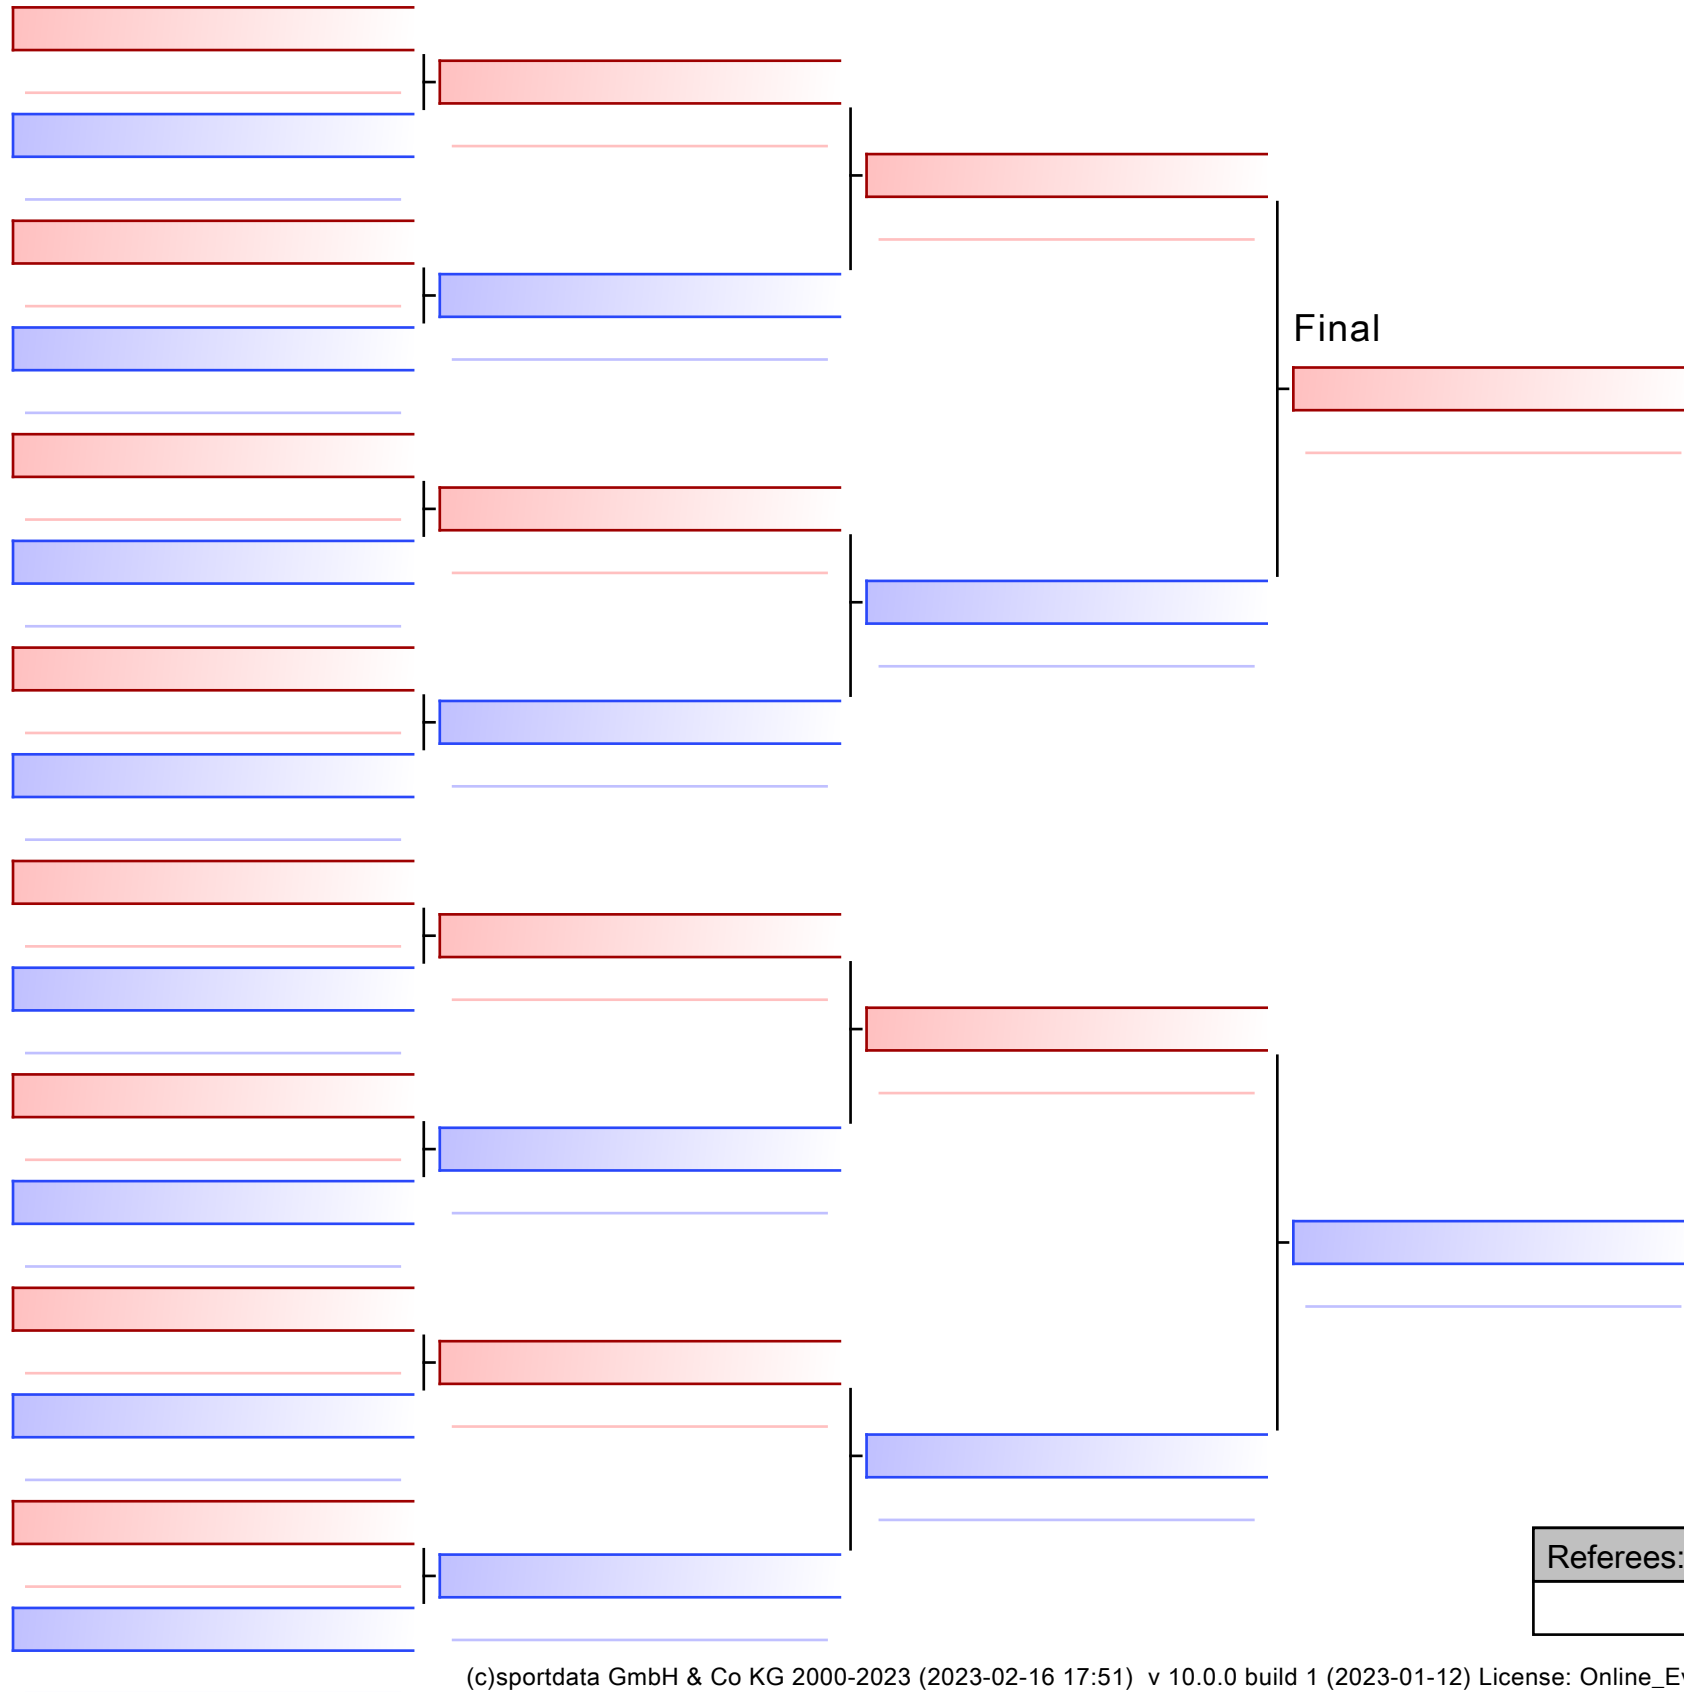 Final
Referees:
(c)sportdata GmbH & Co KG 2000-2023 (2023-02-16 17:51) v 10.0.0 build 1 (2023-01-12) License: Online_Ev